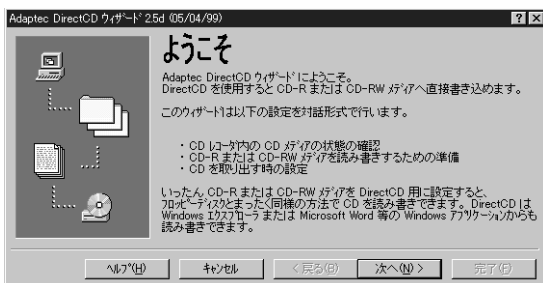 Adaptec DirectCD ウィザード 2.5d (05/04/99)
ようこそ
Adaptec DirectCD ウィザードにようこそ。
DirectCD を使用すると CD-R または CD-RW メディアへ直接書き込めます。
このウィザードは以下の設定を対話形式で行います。
・ CD レコーダ内の CD メディアの状態の確認
・ CD-R または CD-RW メディアを読み書きするための準備
・ CD を取り出す時の設定
いったん CD-R または CD-RW メディアを DirectCD 用に設定すると、
フロッピーディスクとまったく同様の方法で CD を読み書きできます。DirectCD は
Windows エクスプローラ または Microsoft Word 等の Windows アプリケーションからも
読み書きできます。
ヘルプ(H)
キャンセル
< 戻る(B)
次へ(N) >
完了(F)